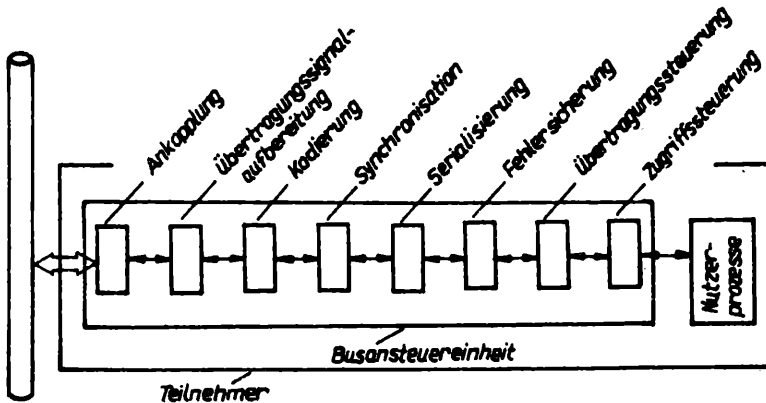 Ankopplung
Übertragungssignal-
aufbereitung
Kodierung
Synchronisation
Serialisierung
Fehlersicherung
Übertragungssteuerung
Zugriffssteuerung
Nutzer-
prozesse
Busansteuereinheit
Teilnehmer